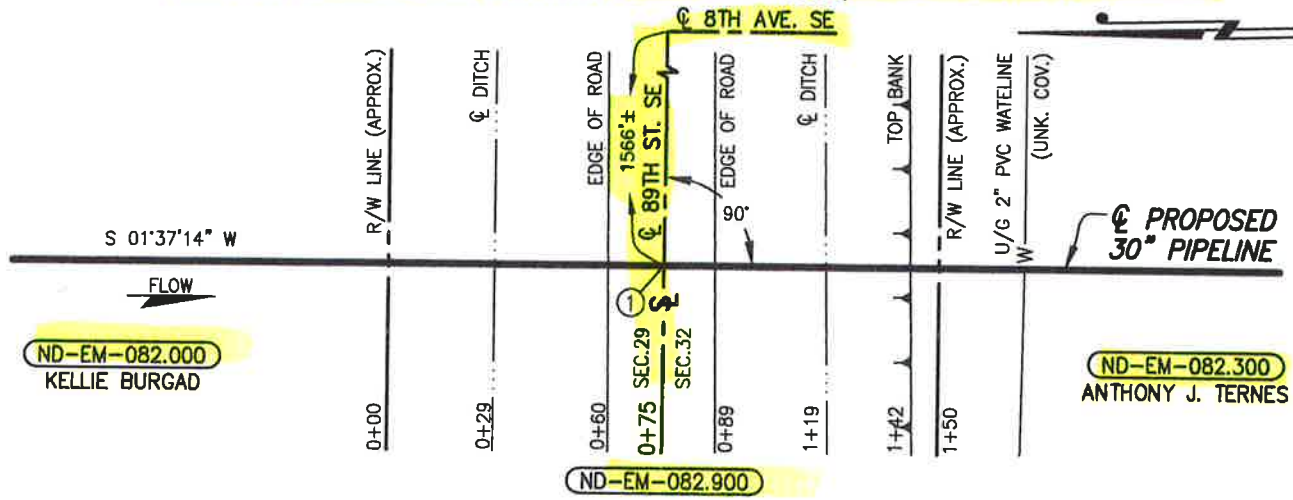 ℄ 8TH AVE. SE
R/W LINE (APPROX.)
℄ DITCH
EDGE OF ROAD
1566'±
℄ 89TH ST. SE
EDGE OF ROAD
℄ DITCH
TOP BANK
R/W LINE (APPROX.)
U/G 2" PVC WATELINE
(UNK. COV.)
90°
S 01°37'14" W
W
℄ PROPOSED
30" PIPELINE
FLOW
1
S℄
ND-EM-082.000
KELLIE BURGAD
SEC.29
SEC.32
ND-EM-082.300
ANTHONY J. TERNES
0+00
0+29
0+60
0+75
0+89
1+19
1+42
1+50
ND-EM-082.900